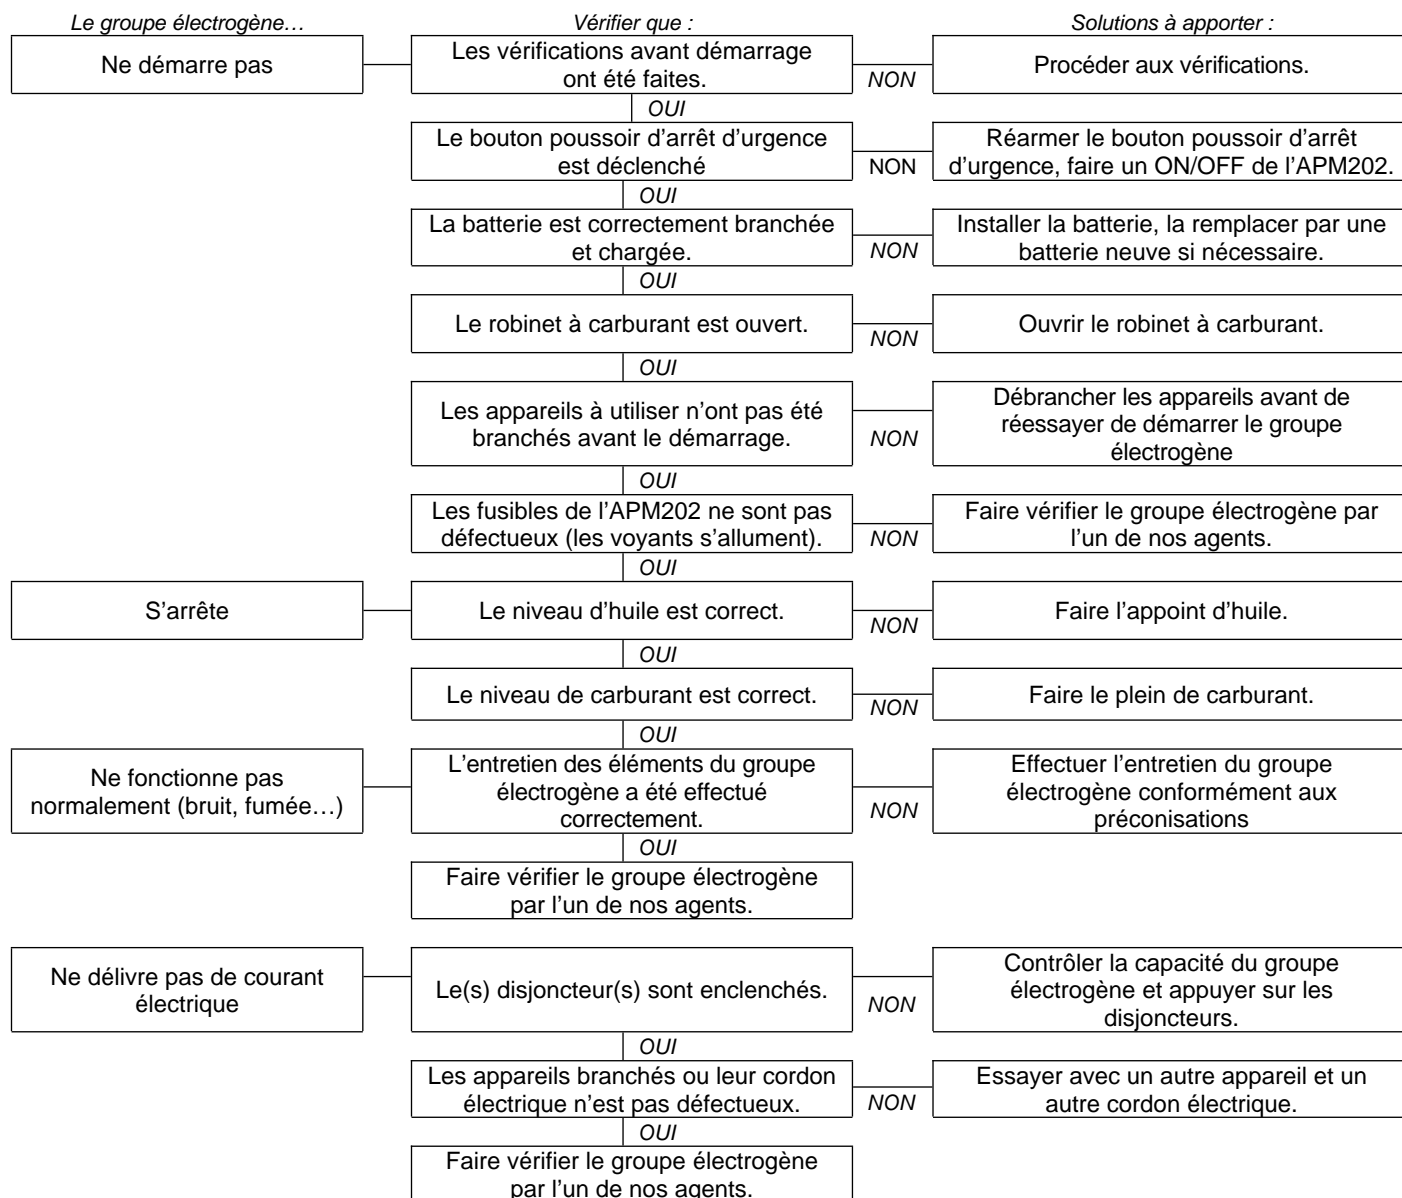 Le groupe électrogène…
Vérifier que :
Solutions à apporter :
Ne démarre pas
Les vérifications avant démarrage
ont été faites.
NON
Procéder aux vérifications.
OUI
Le bouton poussoir d’arrêt d’urgence
est déclenché
NON
Réarmer le bouton poussoir d’arrêt
d’urgence, faire un ON/OFF de l’APM202.
OUI
La batterie est correctement branchée
et chargée.
NON
Installer la batterie, la remplacer par une
batterie neuve si nécessaire.
OUI
Le robinet à carburant est ouvert.
NON
Ouvrir le robinet à carburant.
OUI
Les appareils à utiliser n’ont pas été
branchés avant le démarrage.
NON
Débrancher les appareils avant de
réessayer de démarrer le groupe
électrogène
OUI
Les fusibles de l’APM202 ne sont pas
défectueux (les voyants s’allument).
NON
Faire vérifier le groupe électrogène par
l’un de nos agents.
OUI
S’arrête
Le niveau d’huile est correct.
NON
Faire l’appoint d’huile.
OUI
Le niveau de carburant est correct.
NON
Faire le plein de carburant.
OUI
Ne fonctionne pas
normalement (bruit, fumée…)
L’entretien des éléments du groupe
électrogène a été effectué
correctement.
NON
Effectuer l’entretien du groupe
électrogène conformément aux
préconisations
OUI
Faire vérifier le groupe électrogène
par l’un de nos agents.
Ne délivre pas de courant
électrique
Le(s) disjoncteur(s) sont enclenchés.
NON
Contrôler la capacité du groupe
électrogène et appuyer sur les
disjoncteurs.
OUI
Les appareils branchés ou leur cordon
électrique n’est pas défectueux.
NON
Essayer avec un autre appareil et un
autre cordon électrique.
OUI
Faire vérifier le groupe électrogène
par l’un de nos agents.